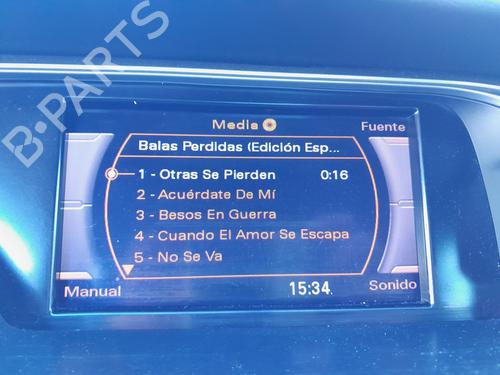 B-PARTS
Media
Fuente
Balas Perdidas (Edición Esp...
1 - Otras Se Pierden 0:16
2 - Acuérdate De Mí
3 - Besos En Guerra
4 - Cuando El Amor Se Escapa
5 - No Se Va
Manual 15:34 Sonido